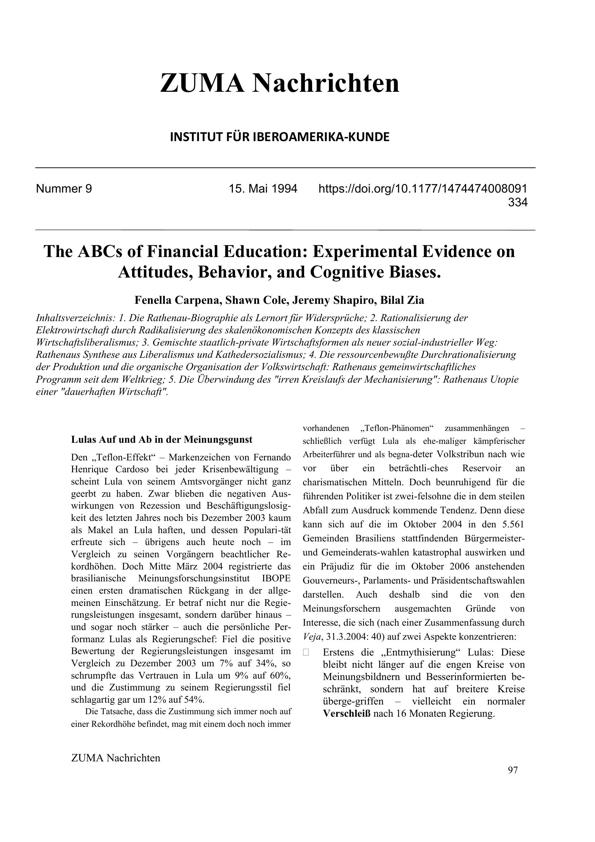 ZUMA Nachrichten
INSTITUT FÜR IBEROAMERIKA-KUNDE
Nummer 9 15. Mai 1994 https://doi.org/10.1177/1474474008091
334
The ABCs of Financial Education: Experimental Evidence on
Attitudes, Behavior, and Cognitive Biases.
Fenella Carpena, Shawn Cole, Jeremy Shapiro, Bilal Zia
Inhaltsverzeichnis: 1. Die Rathenau-Biographie als Lernort für Widersprüche; 2. Rationalisierung der
Elektrowirtschaft durch Radikalisierung des skalenökonomischen Konzepts des klassischen
Wirtschaftsliberalismus; 3. Gemischte staatlich-private Wirtschaftsformen als neuer sozial-industrieller Weg:
Rathenaus Synthese aus Liberalismus und Kathedersozialismus; 4. Die ressourcenbewußte Durchrationalisierung
der Produktion und die organische Organisation der Volkswirtschaft: Rathenaus gemeinwirtschaftliches
Programm seit dem Weltkrieg; 5. Die Überwindung des "irren Kreislaufs der Mechanisierung": Rathenaus Utopie
einer "dauerhaften Wirtschaft".
Lulas Auf und Ab in der Meinungsgunst
Den „Teflon-Effekt“ – Markenzeichen von Fernando
Henrique Cardoso bei jeder Krisenbewältigung –
scheint Lula von seinem Amtsvorgänger nicht ganz
geerbt zu haben. Zwar blieben die negativen Aus-
wirkungen von Rezession und Beschäftigungslosig-
keit des letzten Jahres noch bis Dezember 2003 kaum
als Makel an Lula haften, und dessen Populari-tät
erfreute sich – übrigens auch heute noch – im
Vergleich zu seinen Vorgängern beachtlicher Re-
kordhöhen. Doch Mitte März 2004 registrierte das
brasilianische Meinungsforschungsinstitut IBOPE
einen ersten dramatischen Rückgang in der allge-
meinen Einschätzung. Er betraf nicht nur die Regie-
rungsleistungen insgesamt, sondern darüber hinaus –
und sogar noch stärker – auch die persönliche Per-
formanz Lulas als Regierungschef: Fiel die positive
Bewertung der Regierungsleistungen insgesamt im
Vergleich zu Dezember 2003 um 7% auf 34%, so
schrumpfte das Vertrauen in Lula um 9% auf 60%,
und die Zustimmung zu seinem Regierungsstil fiel
schlagartig gar um 12% auf 54%.
Die Tatsache, dass die Zustimmung sich immer noch auf
einer Rekordhöhe befindet, mag mit einem doch noch immer
vorhandenen „Teflon-Phänomen“ zusammenhängen –
schließlich verfügt Lula als ehe-maliger kämpferischer
Arbeiterführer und als begna-deter Volkstribun nach wie
vor über ein beträchtli-ches Reservoir an
charismatischen Mitteln. Doch beunruhigend für die
führenden Politiker ist zwei-felsohne die in dem steilen
Abfall zum Ausdruck kommende Tendenz. Denn diese
kann sich auf die im Oktober 2004 in den 5.561
Gemeinden Brasiliens stattfindenden Bürgermeister-
und Gemeinderats-wahlen katastrophal auswirken und
ein Präjudiz für die im Oktober 2006 anstehenden
Gouverneurs-, Parlaments- und Präsidentschaftswahlen
darstellen. Auch deshalb sind die von den
Meinungsforschern ausgemachten Gründe von
Interesse, die sich (nach einer Zusammenfassung durch
Veja, 31.3.2004: 40) auf zwei Aspekte konzentrieren:
Erstens die „Entmythisierung“ Lulas: Diese
bleibt nicht länger auf die engen Kreise von
Meinungsbildnern und Besserinformierten be-
schränkt, sondern hat auf breitere Kreise
überge-griffen – vielleicht ein normaler
Verschleiß nach 16 Monaten Regierung.
ZUMA Nachrichten
97